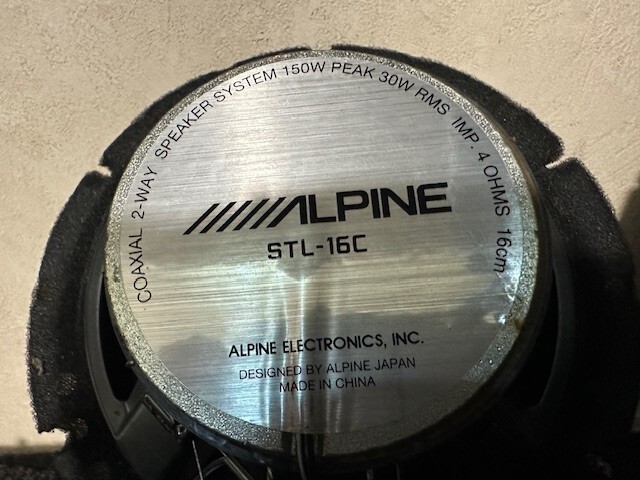 COAXIAL 2-WAY SPEAKER SYSTEM 150W PEAK 30W RMS IMP. 4 OHMS 16cm
ALPINE
STL-16C
ALPINE ELECTRONICS, INC.
DESIGNED BY ALPINE JAPAN
MADE IN CHINA